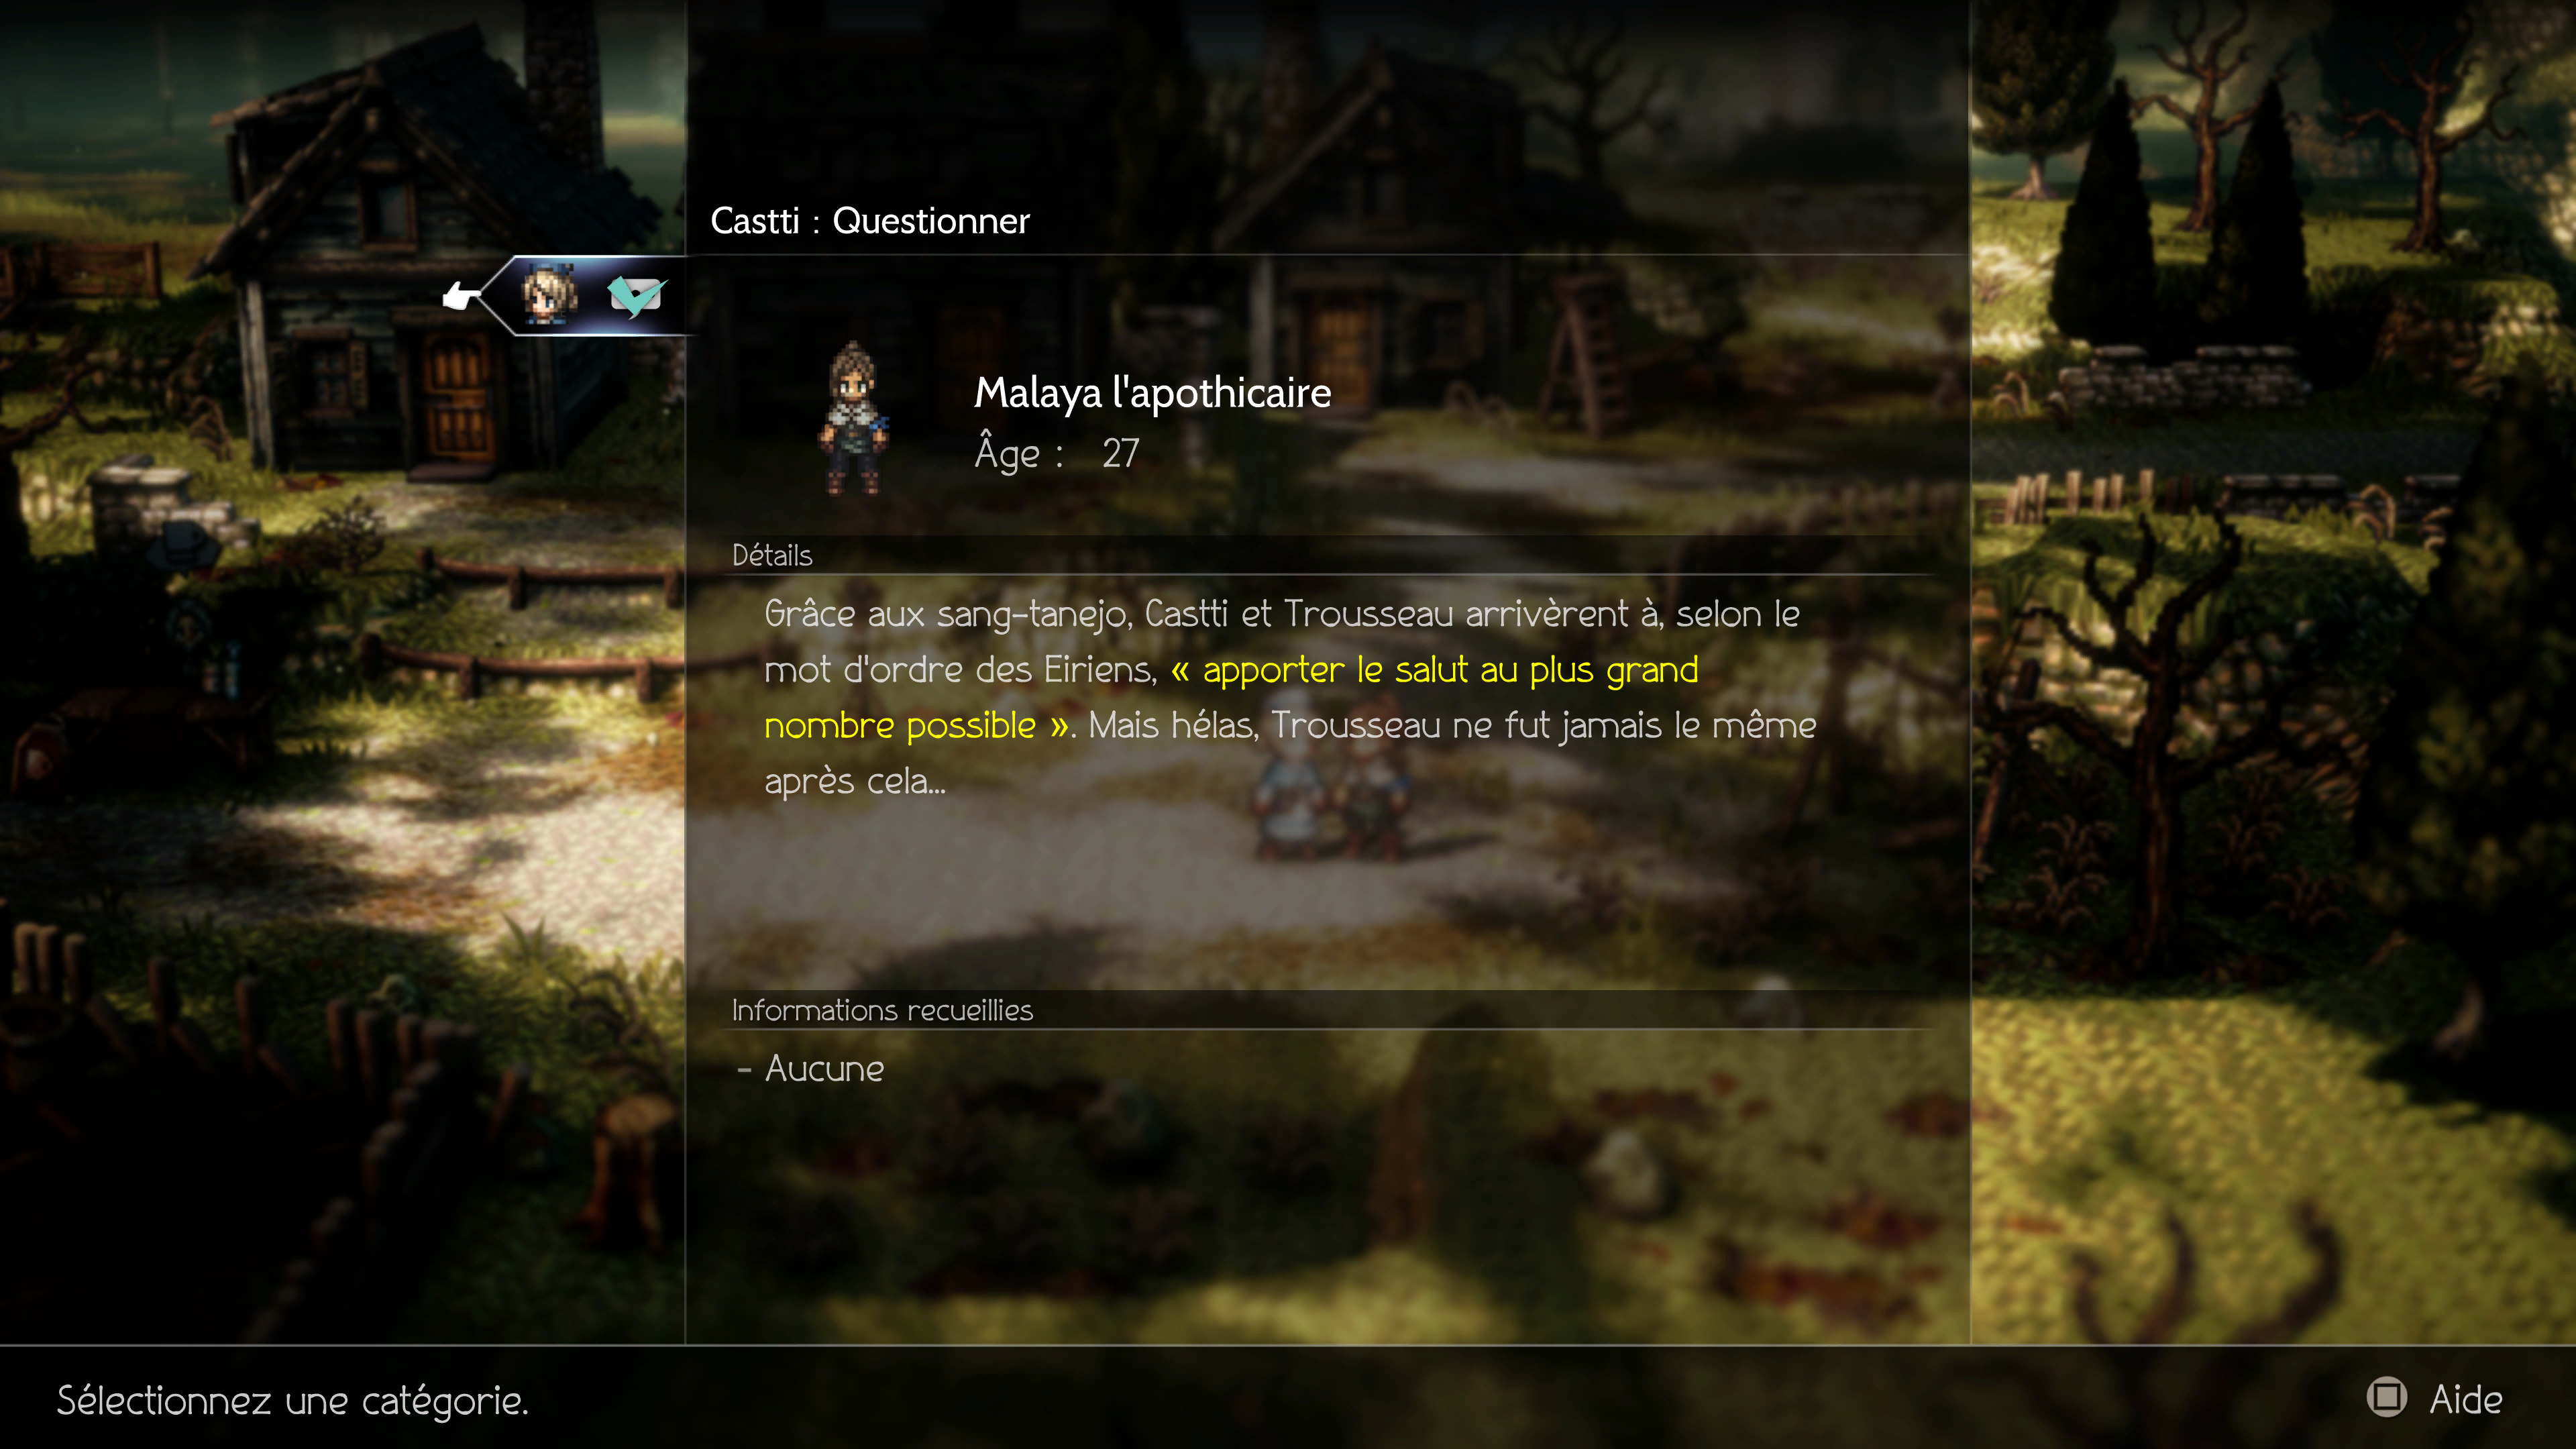 Castti : Questionner
Malaya l'apothicaire
Âge : 27
Détails
Grâce aux sang-tanejo, Castti et Trousseau arrivèrent à, selon le
mot d'ordre des Eiriens, « apporter le salut au plus grand
nombre possible ». Mais hélas, Trousseau ne fut jamais le même
après cela...
Informations recueillies
- Aucune
Sélectionnez une catégorie.
Aide